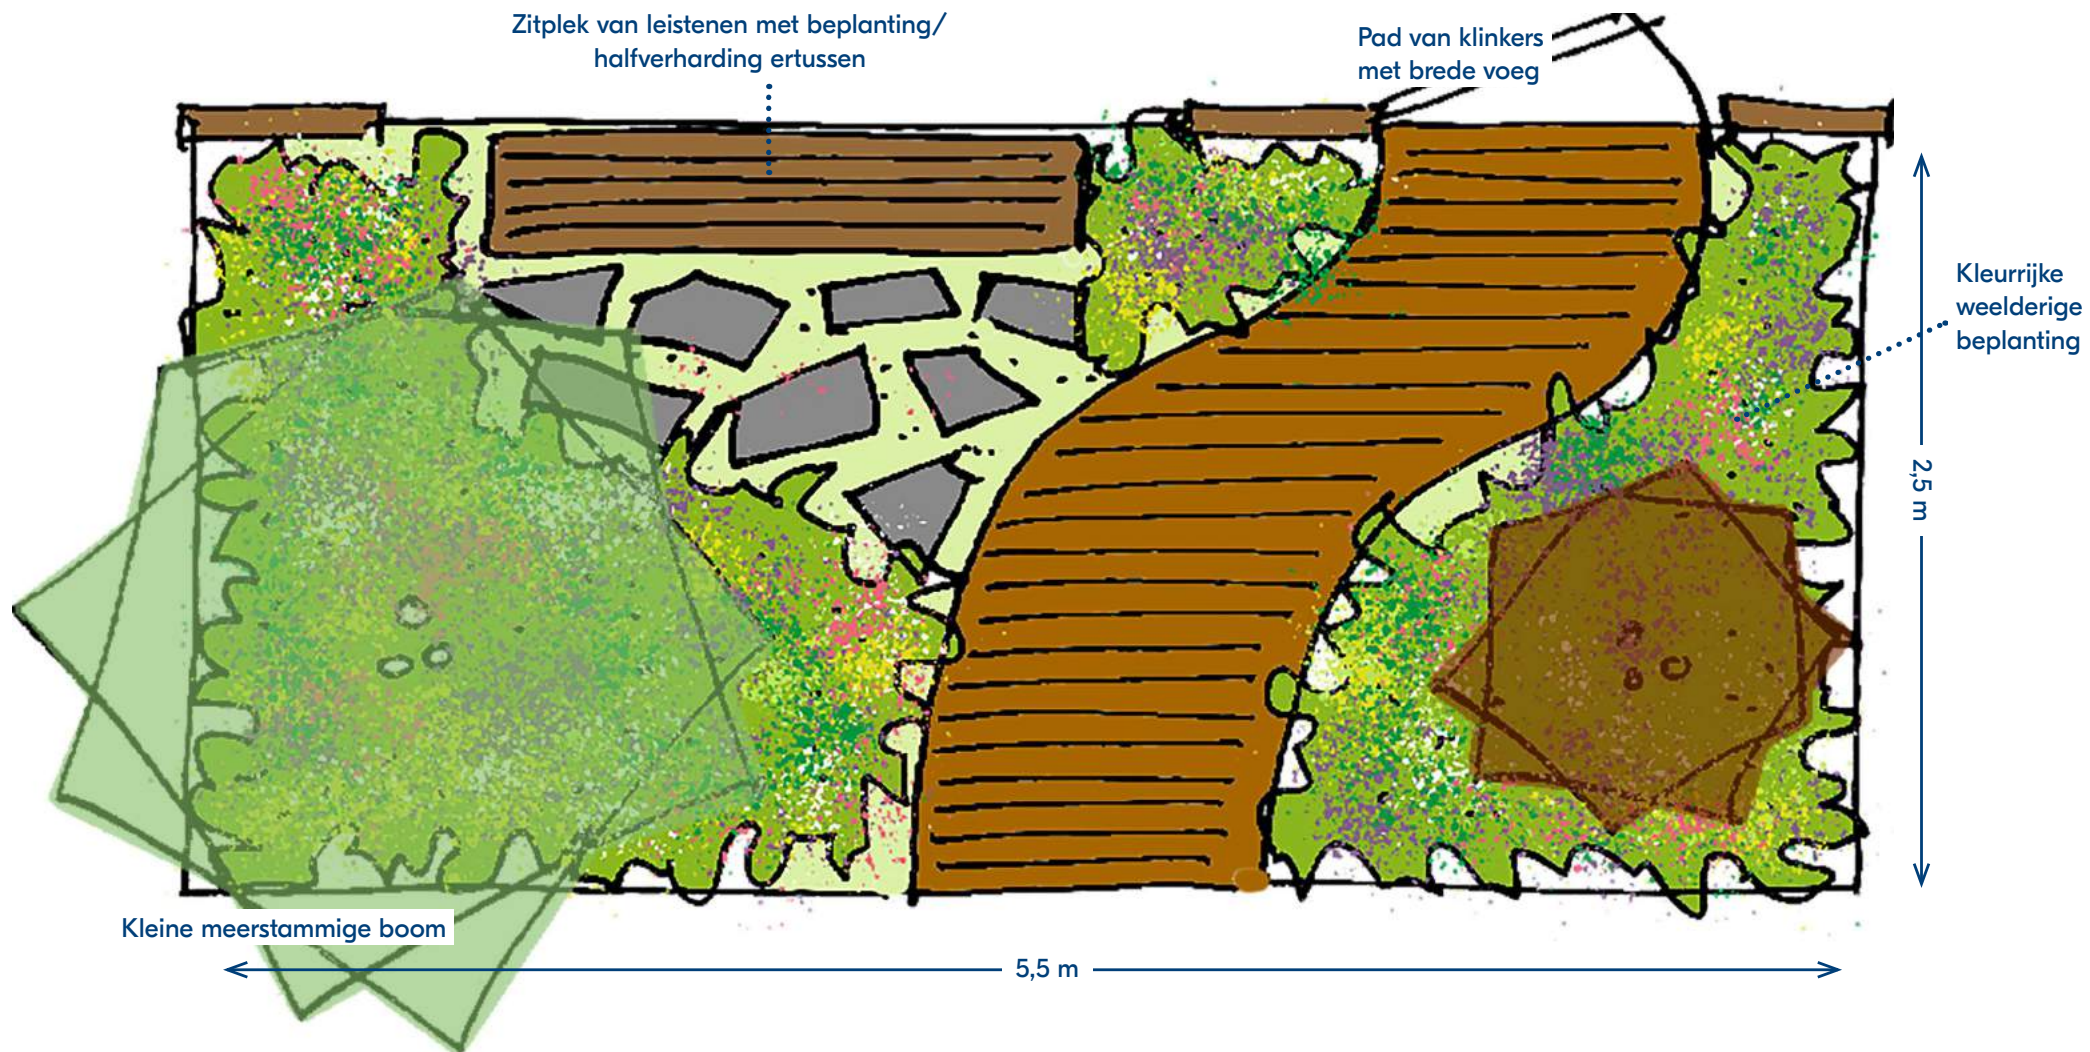 Zitplek van leistenen met beplanting/
halfverharding ertussen
Pad van klinkers
met brede voeg
Kleurrijke
weelderige
beplanting
2,5 m
Kleine meerstammige boom
5,5 m